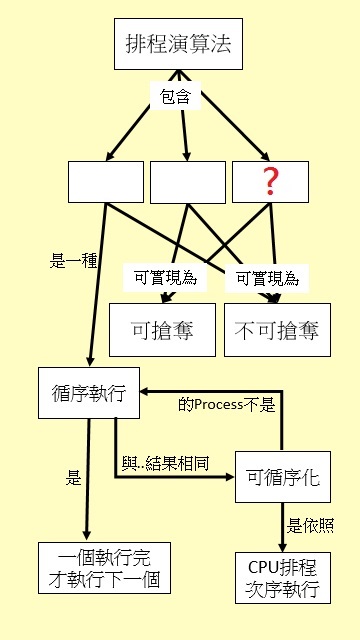 排程演算法
包含
?
是一種
可實現為
可實現為
可搶奪
不可搶奪
循序執行
的Process不是
與..結果相同
可循序化
是
是依照
一個執行完
才執行下一個
CPU排程
次序執行